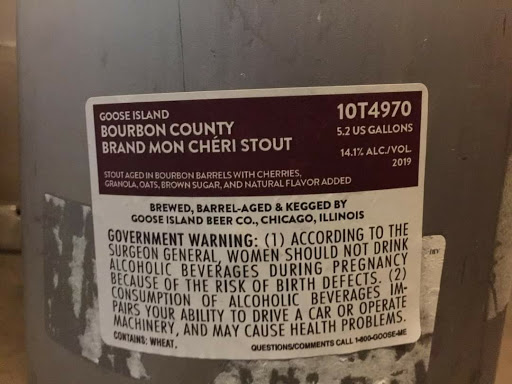 GOOSE ISLAND
BOURBON COUNTY
BRAND MON CHÉRI STOUT
10T4970
5.2 US GALLONS
14.1% ALC./VOL.
2019
STOUT AGED IN BOURBON BARRELS WITH CHERRIES,
GRANOLA, OATS, BROWN SUGAR, AND NATURAL FLAVOR ADDED
BREWED, BARREL-AGED & KEGGED BY
GOOSE ISLAND BEER CO., CHICAGO, ILLINOIS
GOVERNMENT WARNING: (1) ACCORDING TO THE
SURGEON GENERAL, WOMEN SHOULD NOT DRINK
ALCOHOLIC BEVERAGES DURING PREGNANCY
BECAUSE OF THE RISK OF BIRTH DEFECTS. (2)
CONSUMPTION OF ALCOHOLIC BEVERAGES IM-
PAIRS YOUR ABILITY TO DRIVE A CAR OR OPERATE
MACHINERY, AND MAY CAUSE HEALTH PROBLEMS.
CONTAINS: WHEAT.
QUESTIONS/COMMENTS CALL 1-800-GOOSE-ME